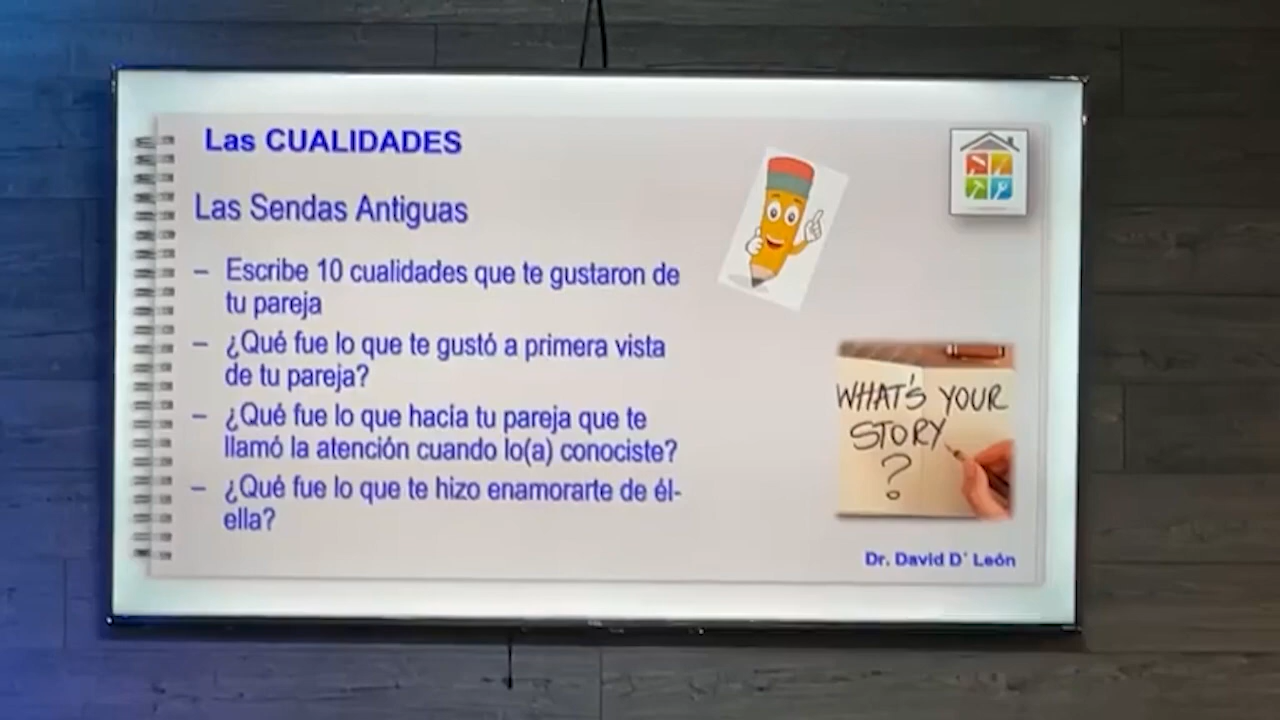 Las CUALIDADES
Las Sendas Antiguas
– Escribe 10 cualidades que te gustaron de
tu pareja
– ¿Qué fue lo que te gustó a primera vista
de tu pareja?
– ¿Qué fue lo que hacía tu pareja que te
llamó la atención cuando lo(a) conociste?
– ¿Qué fue lo que te hizo enamorarte de él-
ella?
WHAT'S YOUR
STORY
?
Dr. David D' León